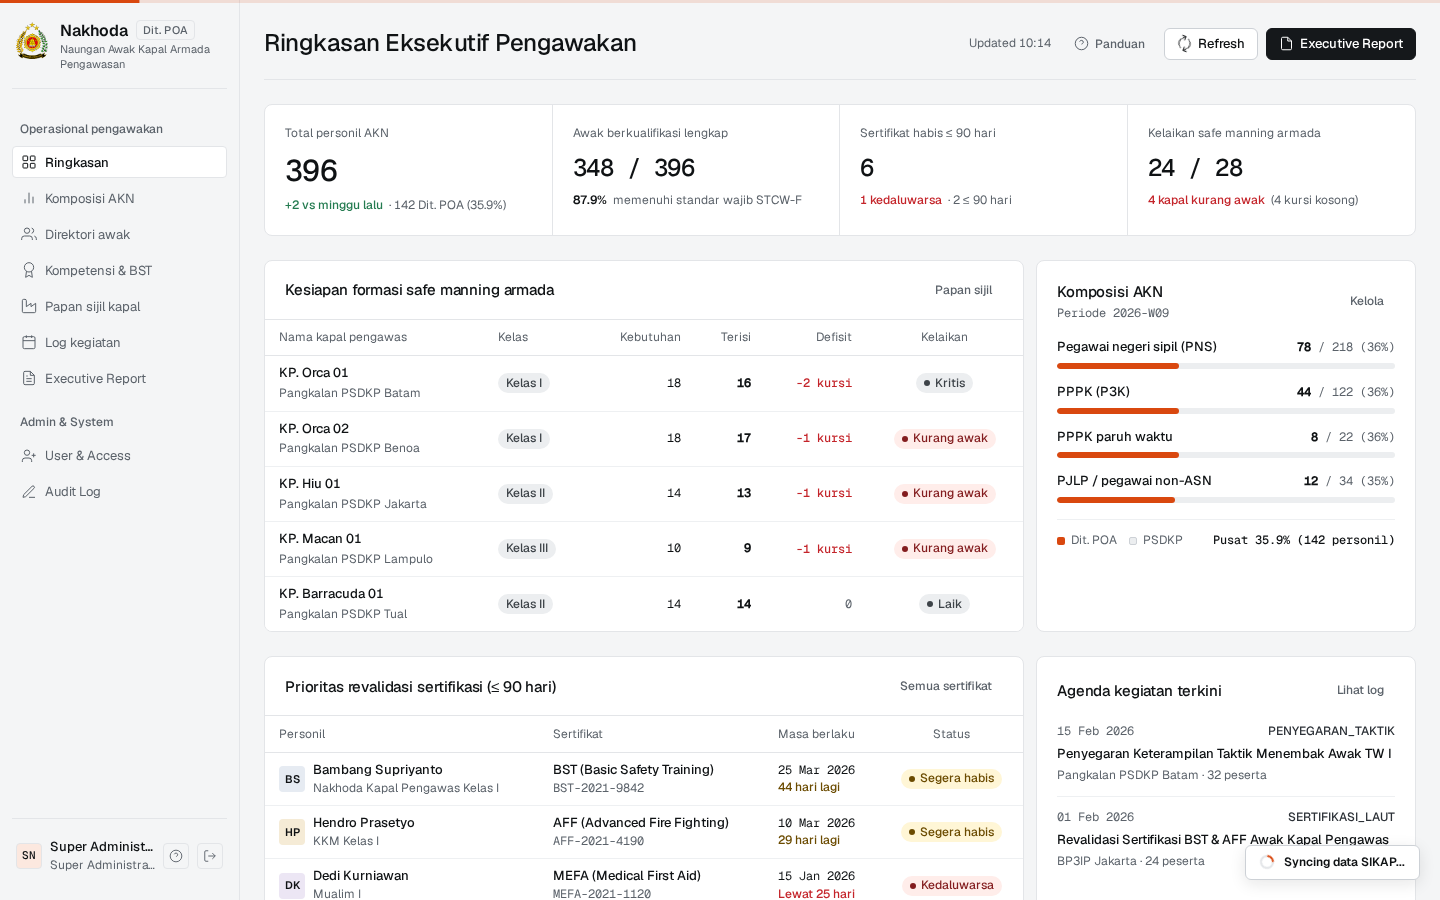 Nakhoda
Dit. POA
Naungan Awak Kapal Armada
Pengawasan
Operasional pengawakan
Ringkasan
Komposisi AKN
Direktori awak
Kompetensi & BST
Papan sijil kapal
Log kegiatan
Executive Report
Admin & System
User & Access
Audit Log
SN
Super Administ...
Super Administra...
Ringkasan Eksekutif Pengawakan
Updated 10:14
Panduan
Refresh
Executive Report
Total personil AKN
396
+2 vs minggu lalu · 142 Dit. POA (35.9%)
Awak berkualifikasi lengkap
348 / 396
87.9% memenuhi standar wajib STCW-F
Sertifikat habis ≤ 90 hari
6
1 kedaluwarsa · 2 ≤ 90 hari
Kelaikan safe manning armada
24 / 28
4 kapal kurang awak (4 kursi kosong)
Kesiapan formasi safe manning armada
Papan sijil
Nama kapal pengawas Kelas Kebutuhan Terisi Defisit Kelaikan
KP. Orca 01
Pangkalan PSDKP Batam
Kelas I 18 16 -2 kursi Kritis
KP. Orca 02
Pangkalan PSDKP Benoa
Kelas I 18 17 -1 kursi Kurang awak
KP. Hiu 01
Pangkalan PSDKP Jakarta
Kelas II 14 13 -1 kursi Kurang awak
KP. Macan 01
Pangkalan PSDKP Lampulo
Kelas III 10 9 -1 kursi Kurang awak
KP. Barracuda 01
Pangkalan PSDKP Tual
Kelas II 14 14 0 Laik
Komposisi AKN
Periode 2026-W09
Kelola
Pegawai negeri sipil (PNS) 78 / 218 (36%)
PPPK (P3K) 44 / 122 (36%)
PPPK paruh waktu 8 / 22 (36%)
PJLP / pegawai non-ASN 12 / 34 (35%)
Dit. POA PSDKP Pusat 35.9% (142 personil)
Prioritas revalidasi sertifikasi (≤ 90 hari)
Semua sertifikat
Personil Sertifikat Masa berlaku Status
BS
Bambang Supriyanto
Nakhoda Kapal Pengawas Kelas I
BST (Basic Safety Training)
BST-2021-9842
25 Mar 2026
44 hari lagi
Segera habis
HP
Hendro Prasetyo
KKM Kelas I
AFF (Advanced Fire Fighting)
AFF-2021-4190
10 Mar 2026
29 hari lagi
Segera habis
DK
Dedi Kurniawan
Mualim I
MEFA (Medical First Aid)
MEFA-2021-1120
15 Jan 2026
Lewat 25 hari
Kedaluwarsa
Agenda kegiatan terkini
Lihat log
15 Feb 2026 PENYEGARAN_TAKTIK
Penyegaran Keterampilan Taktik Menembak Awak TW I
Pangkalan PSDKP Batam · 32 peserta
01 Feb 2026 SERTIFIKASI_LAUT
Revalidasi Sertifikasi BST & AFF Awak Kapal Pengawas
BP3IP Jakarta · 24 peserta
Syncing data SIKAP...